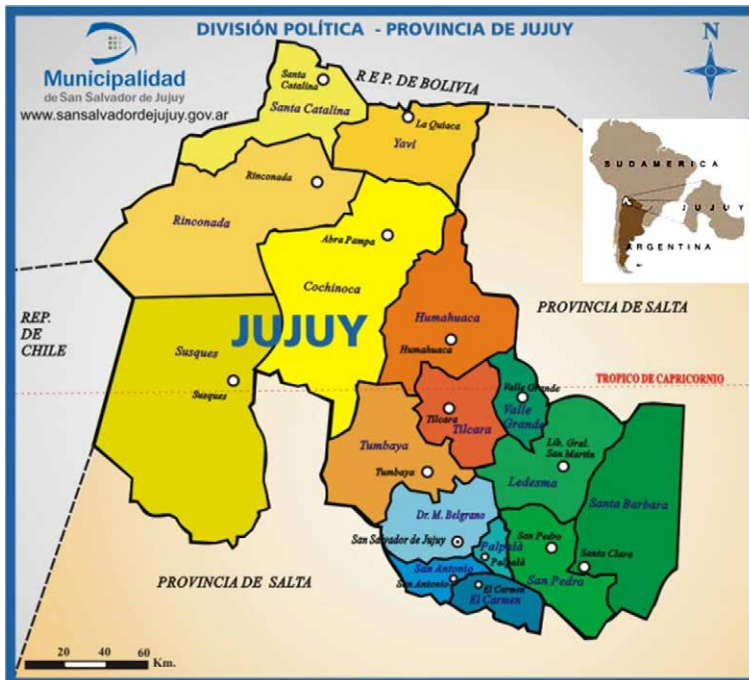 DIVISIÓN POLÍTICA - PROVINCIA DE JUJUY
N
Municipalidad
de San Salvador de Jujuy
www.sansalvadordejujuy.gov.ar
REP. DE BOLIVIA
Santa
Catalina
Santa Catalina
La Quiaca
Yavi
SUDAMERICA
JUJUY
ARGENTINA
Rinconada
Rinconada
Abra Pampa
Cochinoca
REP.
DE
CHILE
JUJUY
Humahuaca
Humahuaca
PROVINCIA DE SALTA
Susques
Susques
TROPICO DE CAPRICORNIO
Valle Grande
Valle
Grande
Tilcara
Tilcara
Tumbaya
Tumbaya
Lib. Gral.
San Martín
Ledesma
Santa Barbara
Dr. M. Belgrano
San Salvador de Jujuy
Palpalà
Palpalà
San Pedro
Santa Clara
San Pedro
San Antonio
San Antonio
El Carmen
El Carmen
PROVINCIA DE SALTA
20 40 60
Km.